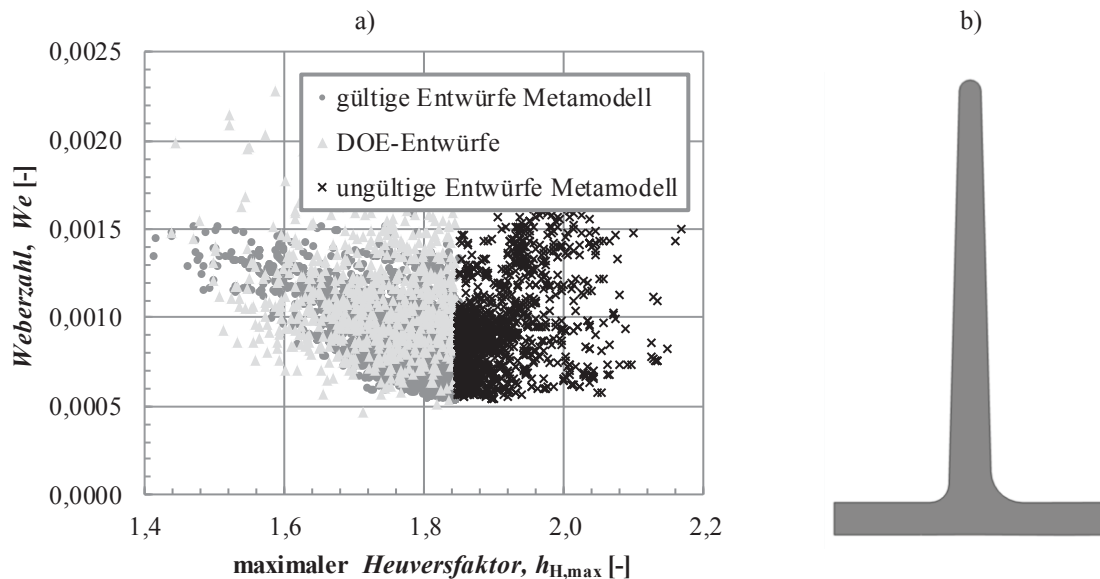 a)
b)
0,0025
0,0020
0,0015
0,0010
0,0005
0,0000
Weberzahl, We [-]
gültige Entwürfe Metamodell
DOE-Entwürfe
ungültige Entwürfe Metamodell
1,4
1,6
1,8
2,0
2,2
maximaler Heuversfaktor, hH,max [-]